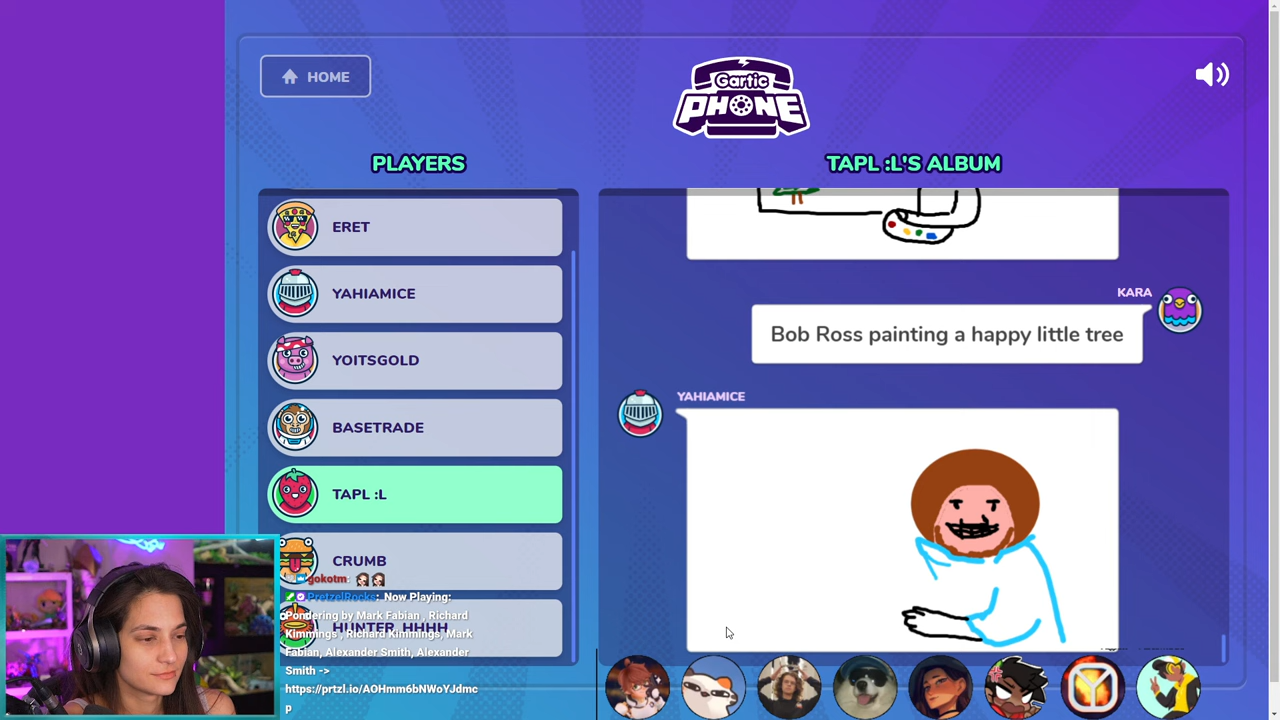 HOME
Gartic
PHONE
PLAYERS
TAPL :L'S ALBUM
ERET
YAHIAMICE
YOITSGOLD
BASETRADE
TAPL :L
CRUMB
HUNTER_HHHH
KARA
Bob Ross painting a happy little tree
YAHIAMICE
gokotm:
PretzelRocks: Now Playing:
Pondering by Mark Fabian , Richard
Kimmings , Richard Kimmings, Mark
Fabian, Alexander Smith, Alexander
Smith ->
https://prtzl.io/AOHmm6bNWoYJdmc
p